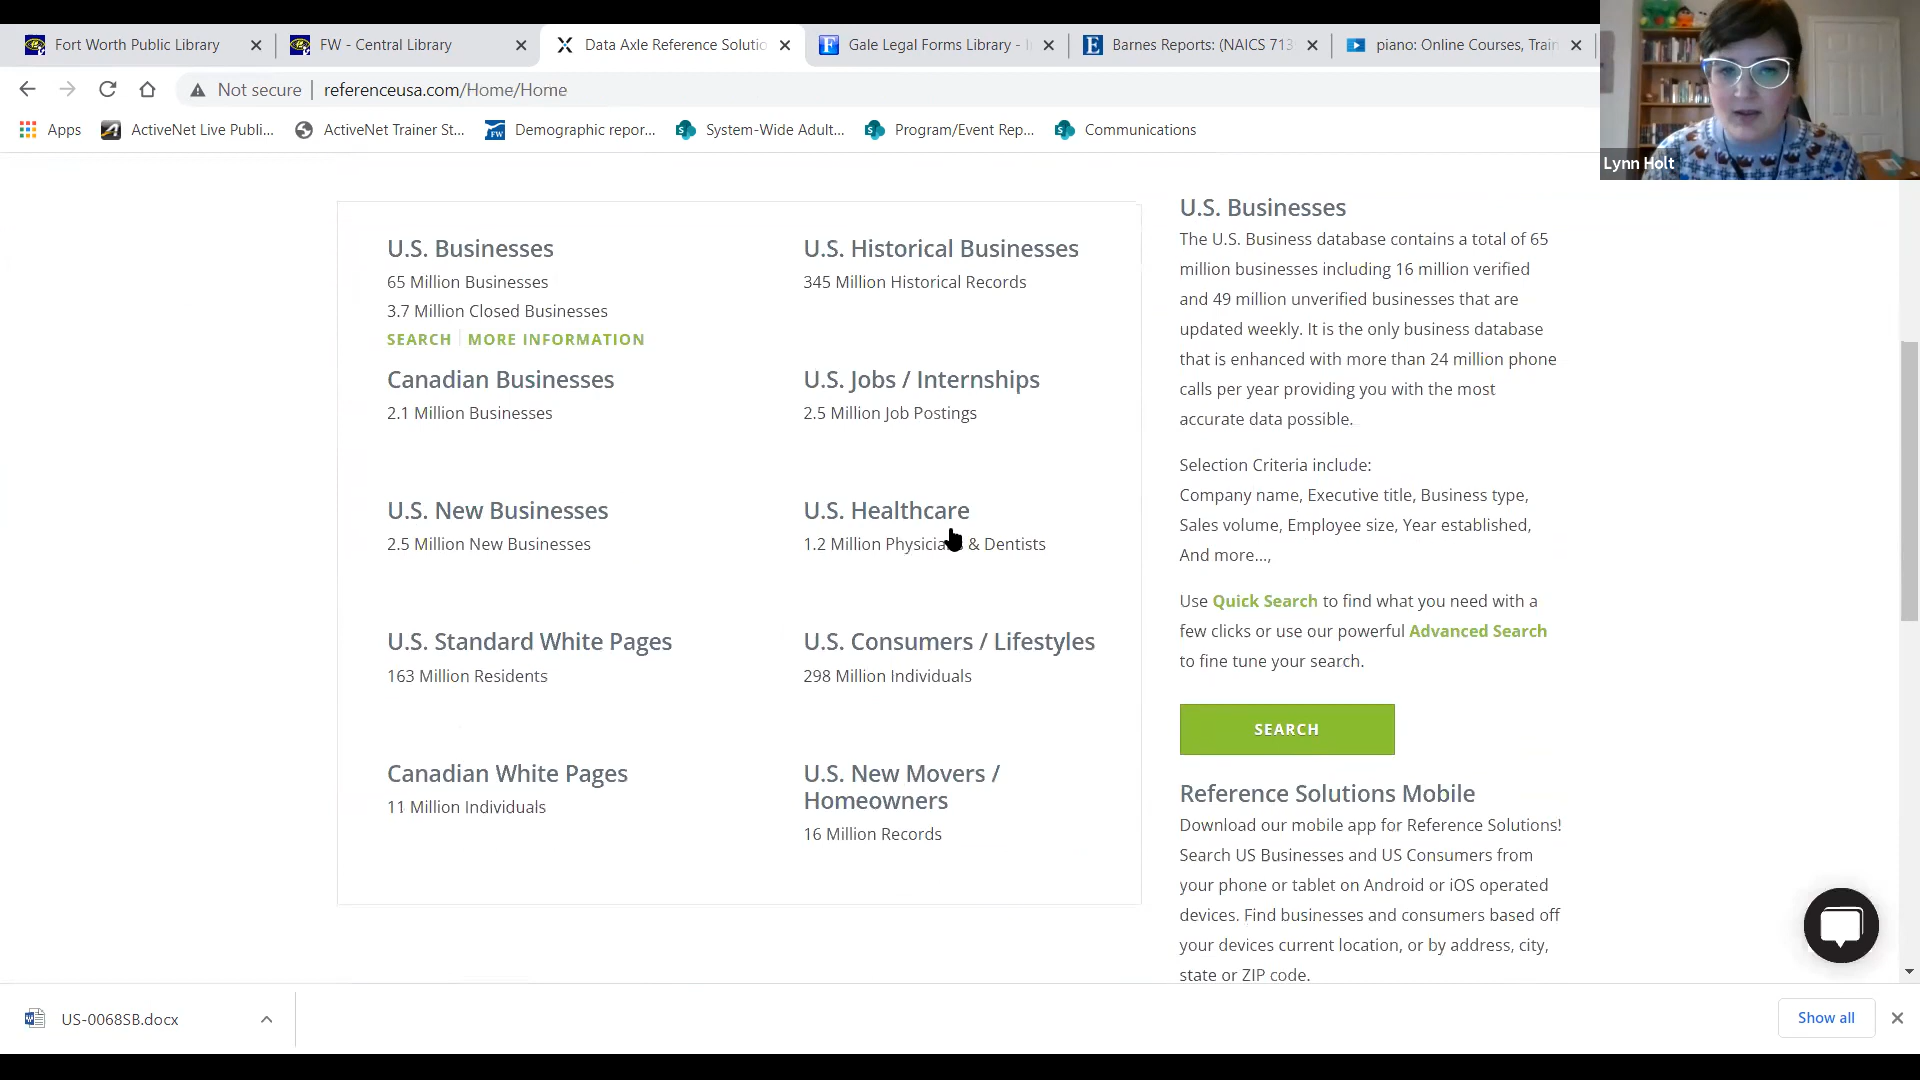 Fort Worth Public Library
FW - Central Library
Data Axle Reference Solutio
Gale Legal Forms Library -
Barnes Reports: (NAICS 713
piano: Online Courses, Train
Not secure
referenceusa.com/Home/Home
Apps
ActiveNet Live Publi...
ActiveNet Trainer St...
Demographic repor...
System-Wide Adult...
Program/Event Rep...
Communications
Lynn Holt
U.S. Businesses
65 Million Businesses
3.7 Million Closed Businesses
SEARCH
MORE INFORMATION
U.S. Historical Businesses
345 Million Historical Records
Canadian Businesses
2.1 Million Businesses
U.S. Jobs / Internships
2.5 Million Job Postings
U.S. New Businesses
2.5 Million New Businesses
U.S. Healthcare
1.2 Million Physicians & Dentists
U.S. Standard White Pages
163 Million Residents
U.S. Consumers / Lifestyles
298 Million Individuals
Canadian White Pages
11 Million Individuals
U.S. New Movers /
Homeowners
16 Million Records
U.S. Businesses
The U.S. Business database contains a total of 65
million businesses including 16 million verified
and 49 million unverified businesses that are
updated weekly. It is the only business database
that is enhanced with more than 24 million phone
calls per year providing you with the most
accurate data possible.
Selection Criteria include:
Company name, Executive title, Business type,
Sales volume, Employee size, Year established,
And more...,
Use Quick Search to find what you need with a
few clicks or use our powerful Advanced Search
to fine tune your search.
SEARCH
Reference Solutions Mobile
Download our mobile app for Reference Solutions!
Search US Businesses and US Consumers from
your phone or tablet on Android or iOS operated
devices. Find businesses and consumers based off
your devices current location, or by address, city,
state or ZIP code.
US-0068SB.docx
Show all